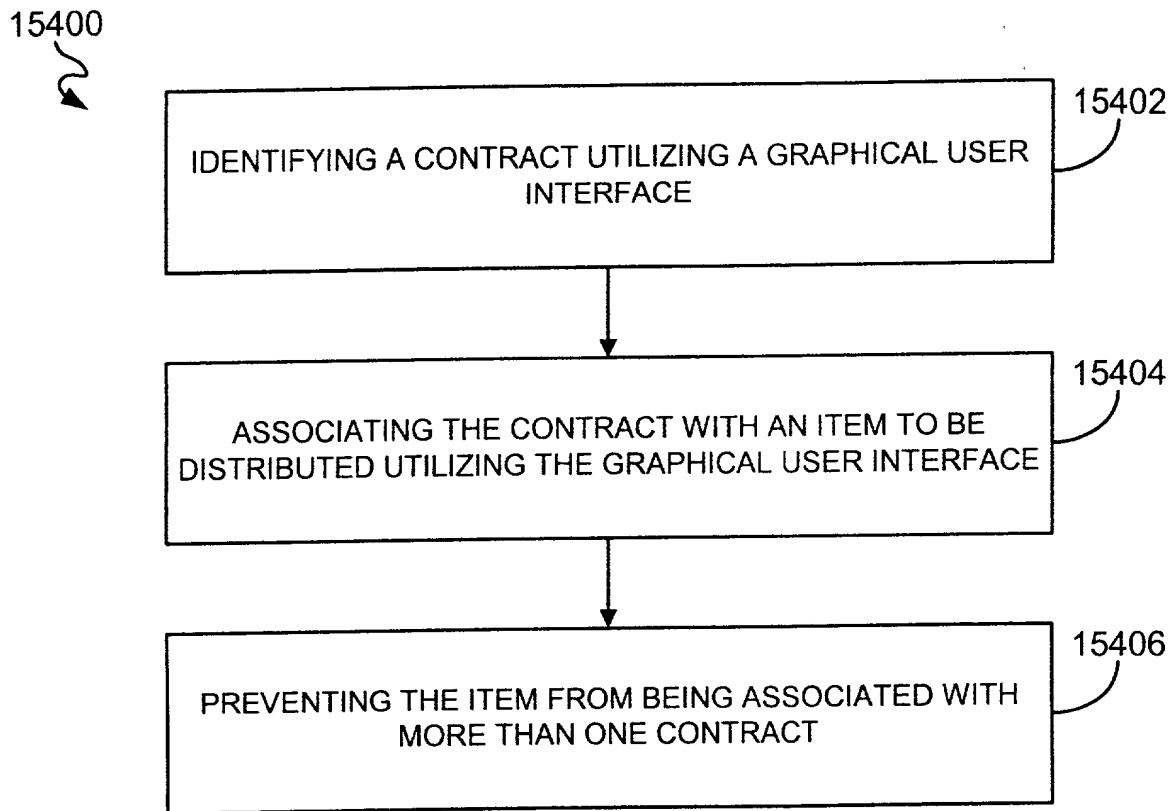 15400
15402
IDENTIFYING A CONTRACT UTILIZING A GRAPHICAL USER
INTERFACE
15404
ASSOCIATING THE CONTRACT WITH AN ITEM TO BE
DISTRIBUTED UTILIZING THE GRAPHICAL USER INTERFACE
15406
PREVENTING THE ITEM FROM BEING ASSOCIATED WITH
MORE THAN ONE CONTRACT